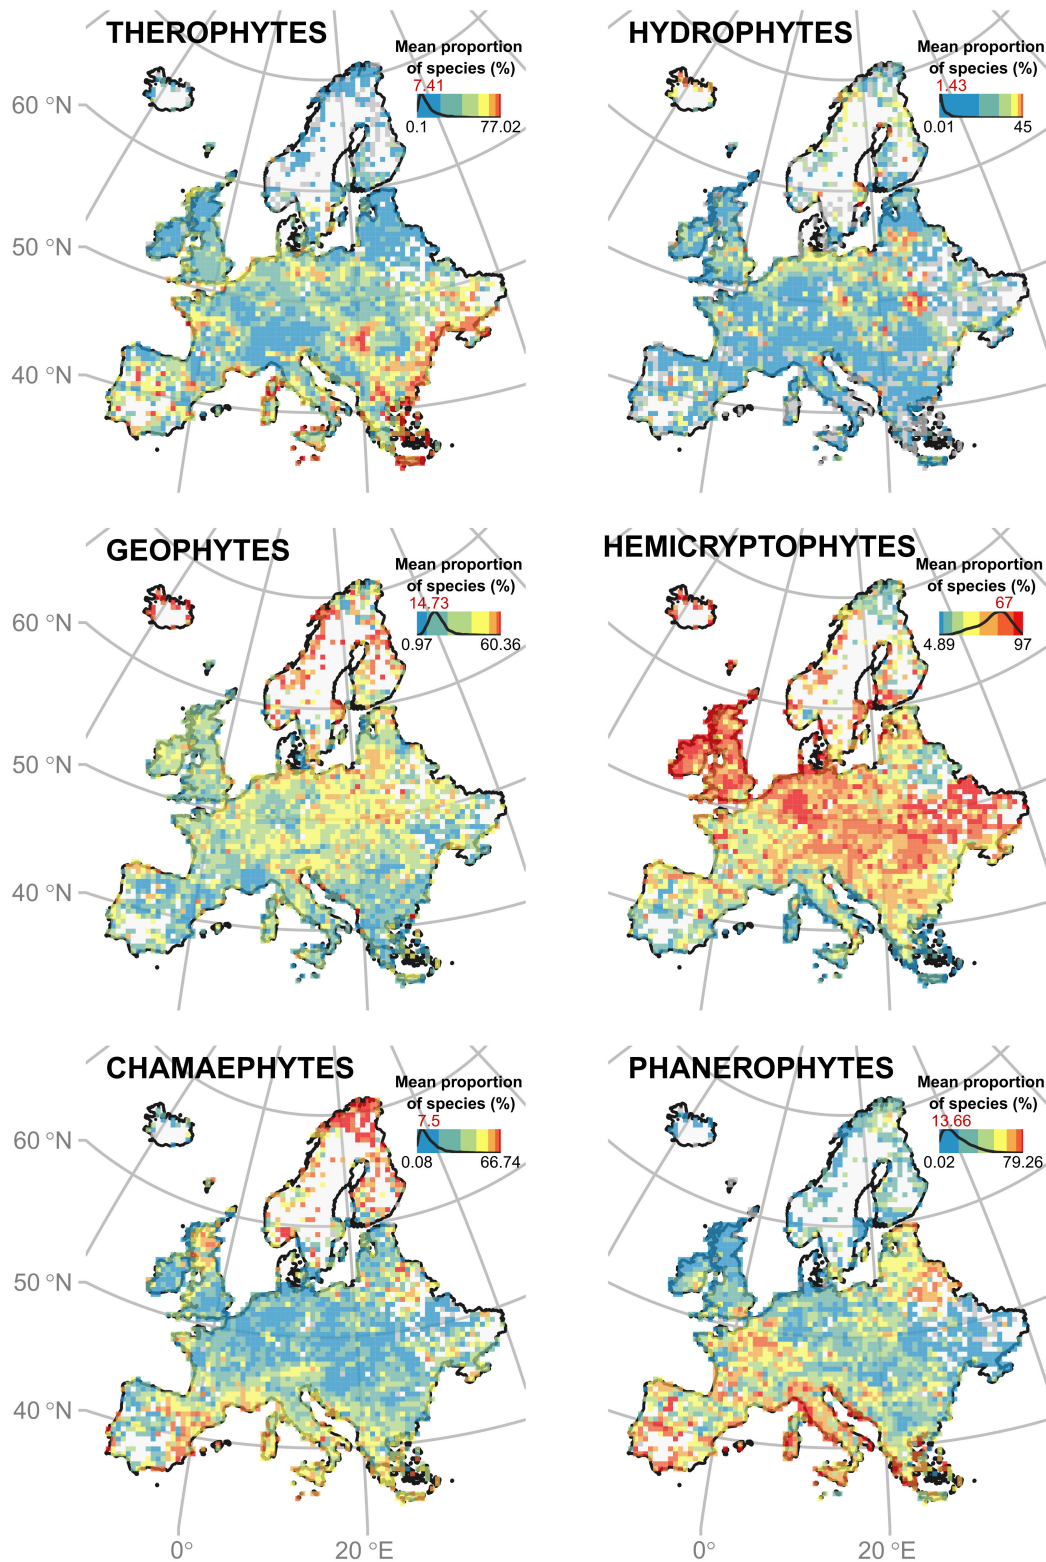 THEROPHYTES
Mean proportion
of species (%)
7.41
0.1 77.02
HYDROPHYTES
Mean proportion
of species (%)
1.43
0.01 45
60 °N
50 °N
40 °N
GEOPHYTES
Mean proportion
of species (%)
14.73
0.97 60.36
HEMICRYPTOPHYTES
Mean proportion
of species (%)
67
4.89 97
60 °N
50 °N
40 °N
CHAMAEPHYTES
Mean proportion
of species (%)
7.5
0.08 66.74
PHANEROPHYTES
Mean proportion
of species (%)
13.66
0.02 79.26
60 °N
50 °N
40 °N
0° 20 °E 0° 20 °E